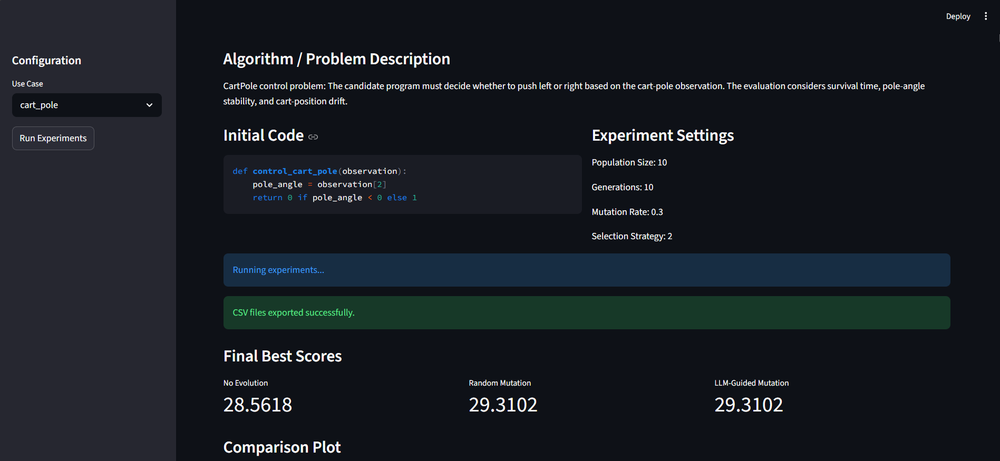 Deploy
Configuration
Use Case
cart_pole
Run Experiments
Algorithm / Problem Description
CartPole control problem: The candidate program must decide whether to push left or right based on the cart-pole observation. The evaluation considers survival time, pole-angle
stability, and cart-position drift.
Initial Code
def control_cart_pole(observation):
    pole_angle = observation[2]
    return 0 if pole_angle < 0 else 1
Experiment Settings
Population Size: 10
Generations: 10
Mutation Rate: 0.3
Selection Strategy: 2
Running experiments...
CSV files exported successfully.
Final Best Scores
No Evolution
28.5618
Random Mutation
29.3102
LLM-Guided Mutation
29.3102
Comparison Plot